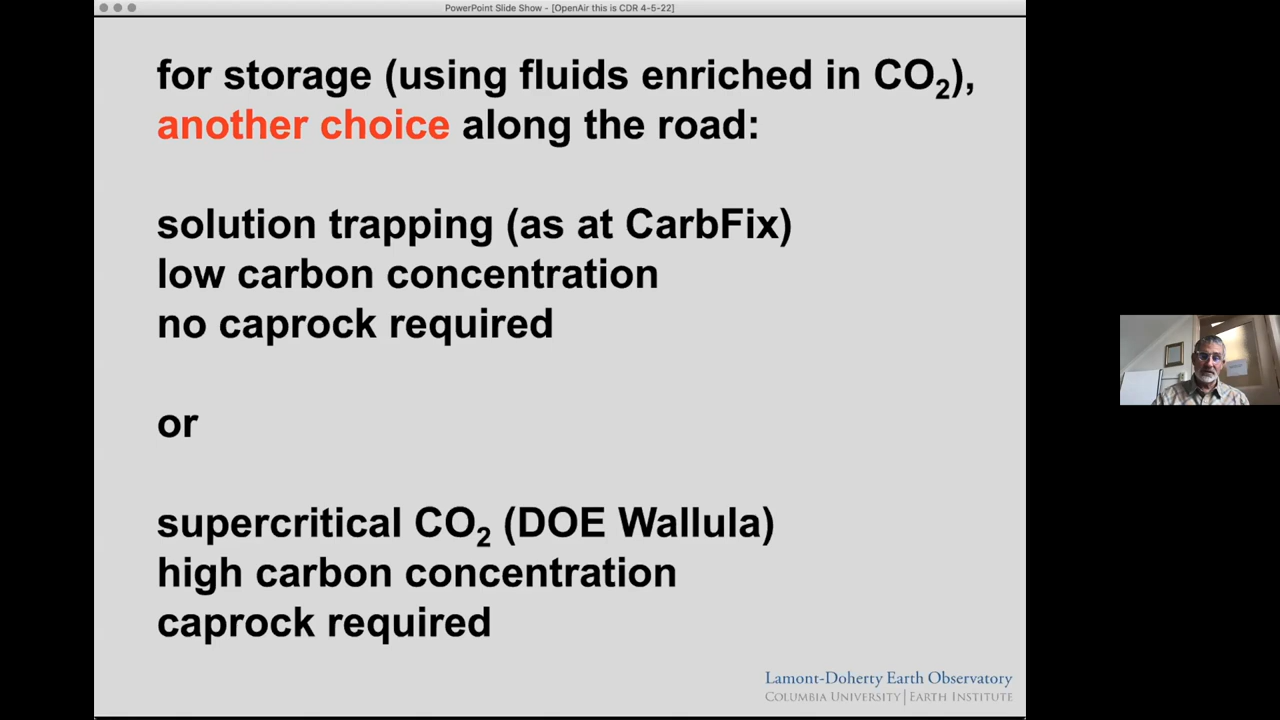 PowerPoint Slide Show - [OpenAir this is CDR 4-5-22]
for storage (using fluids enriched in CO₂),
another choice along the road:
solution trapping (as at CarbFix)
low carbon concentration
no caprock required
or
supercritical CO₂ (DOE Wallula)
high carbon concentration
caprock required
Lamont-Doherty Earth Observatory
COLUMBIA UNIVERSITY | EARTH INSTITUTE